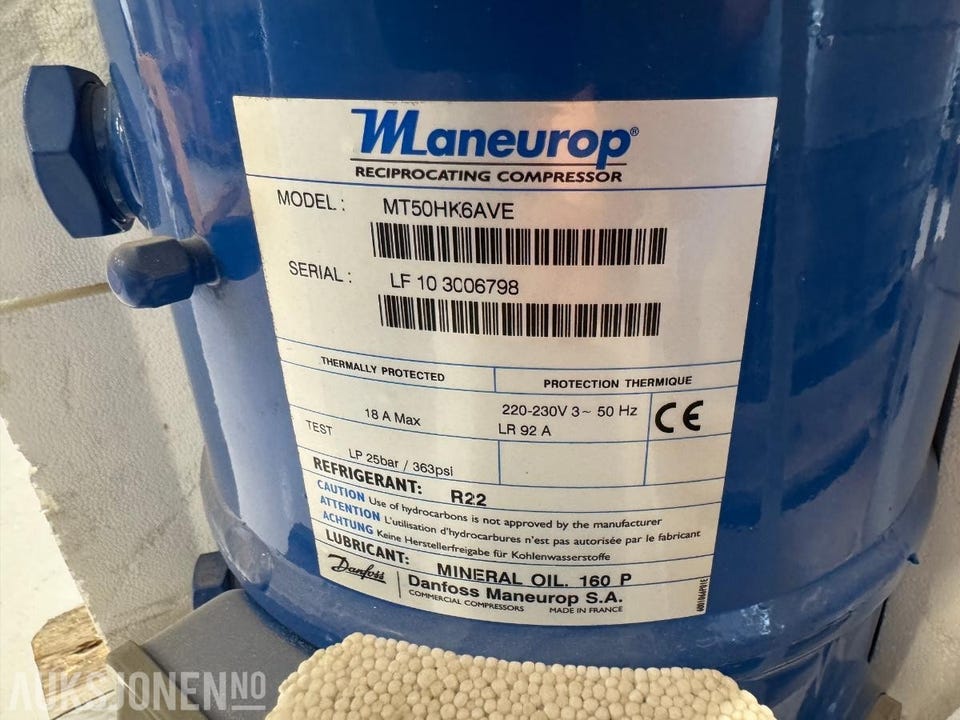 Maneurop®
RECIPROCATING COMPRESSOR
MODEL : MT50HK6AVE
SERIAL : LF 10 3006798
THERMALLY PROTECTED PROTECTION THERMIQUE
18 A Max 220-230V 3~ 50 Hz CE
LR 92 A
TEST
LP 25bar / 363psi
REFRIGERANT: R22
CAUTION Use of hydrocarbons is not approved by the manufacturer
ATTENTION L'utilisation d'hydrocarbures n'est pas autorisée par le fabricant
ACHTUNG Keine Herstellerfreigabe für Kohlenwasserstoffe
LUBRICANT: MINERAL OIL. 160 P
Danfoss Danfoss Maneurop S.A.
COMMERCIAL COMPRESSORS MADE IN FRANCE
AUKSJONEN.NO